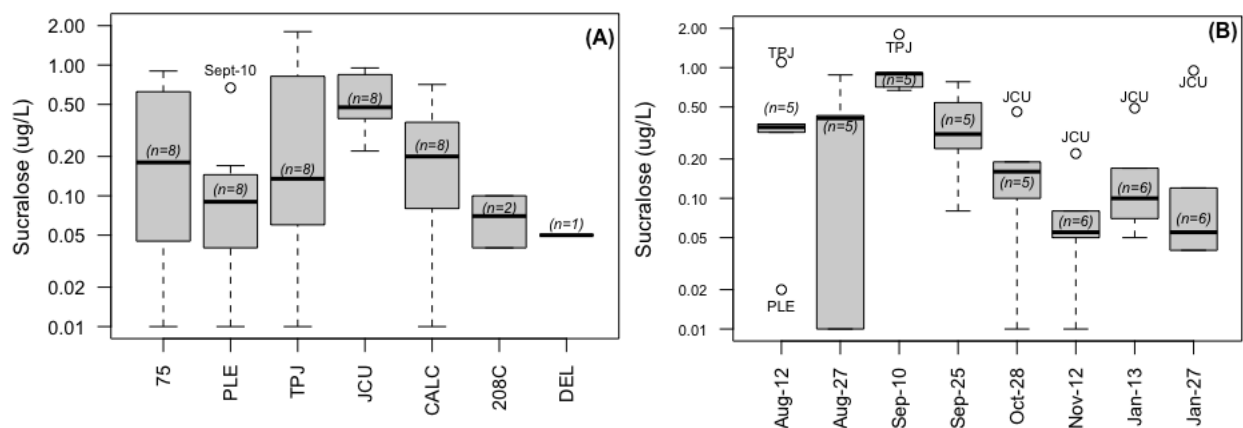 (A)
Sucralose (ug/L)
2.00
1.00
0.50
0.20
0.10
0.05
0.02
0.01
Sept-10
(n=8)
(n=8)
(n=8)
(n=8)
(n=8)
(n=2)
(n=1)
75
PLE
TPJ
JCU
CALC
208C
DEL
(B)
Sucralose (ug/L)
2.00
1.00
0.50
0.20
0.10
0.05
0.02
0.01
TPJ
(n=5)
PLE
(n=5)
TPJ
(n=5)
(n=5)
JCU
(n=5)
JCU
(n=6)
JCU
(n=6)
JCU
(n=6)
Aug-12
Aug-27
Sep-10
Sep-25
Oct-28
Nov-12
Jan-13
Jan-27